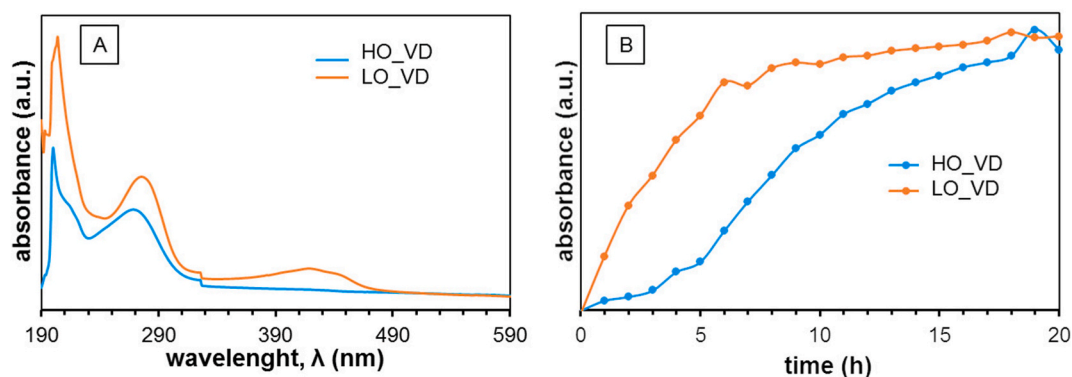 A
HO_VD
LO_VD
absorbance (a.u.)
190 290 390 490 590
wavelenght, λ (nm)
B
HO_VD
LO_VD
absorbance (a.u.)
0 5 10 15 20
time (h)